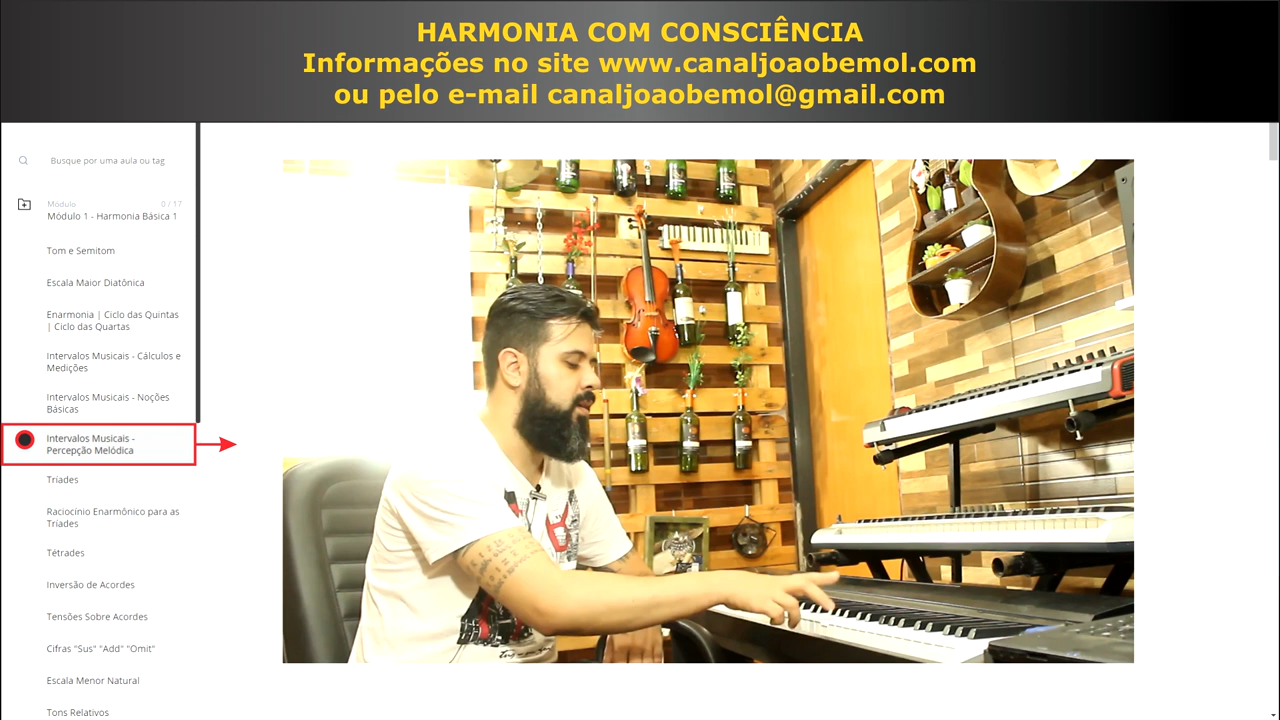 HARMONIA COM CONSCIÊNCIA
Informações no site www.canaljoaobemol.com
ou pelo e-mail canaljoaobemol@gmail.com
Busque por uma aula ou tag
Módulo 0 / 17
Módulo 1 - Harmonia Básica 1
Tom e Semitom
Escala Maior Diatônica
Enarmonia | Ciclo das Quintas
| Ciclo das Quartas
Intervalos Musicais - Cálculos e
Medições
Intervalos Musicais - Noções
Básicas
Intervalos Musicais -
Percepção Melódica
Tríades
Raciocínio Enarmônico para as
Tríades
Tétrades
Inversão de Acordes
Tensões Sobre Acordes
Cifras "Sus" "Add" "Omit"
Escala Menor Natural
Tons Relativos